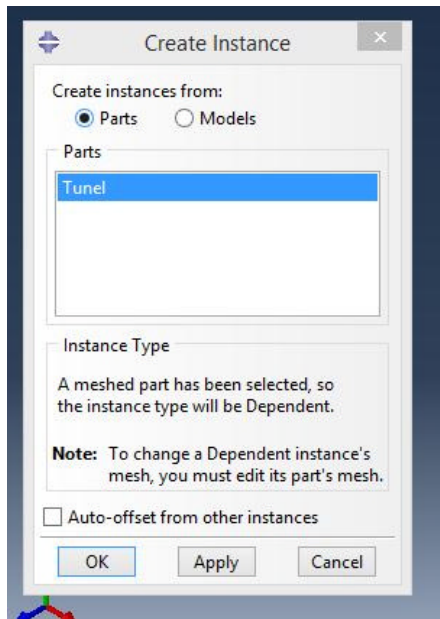 Create Instance
Create instances from:
Parts Models
Parts
Tunel
Instance Type
A meshed part has been selected, so
the instance type will be Dependent.
Note: To change a Dependent instance's
mesh, you must edit its part's mesh.
Auto-offset from other instances
OK Apply Cancel